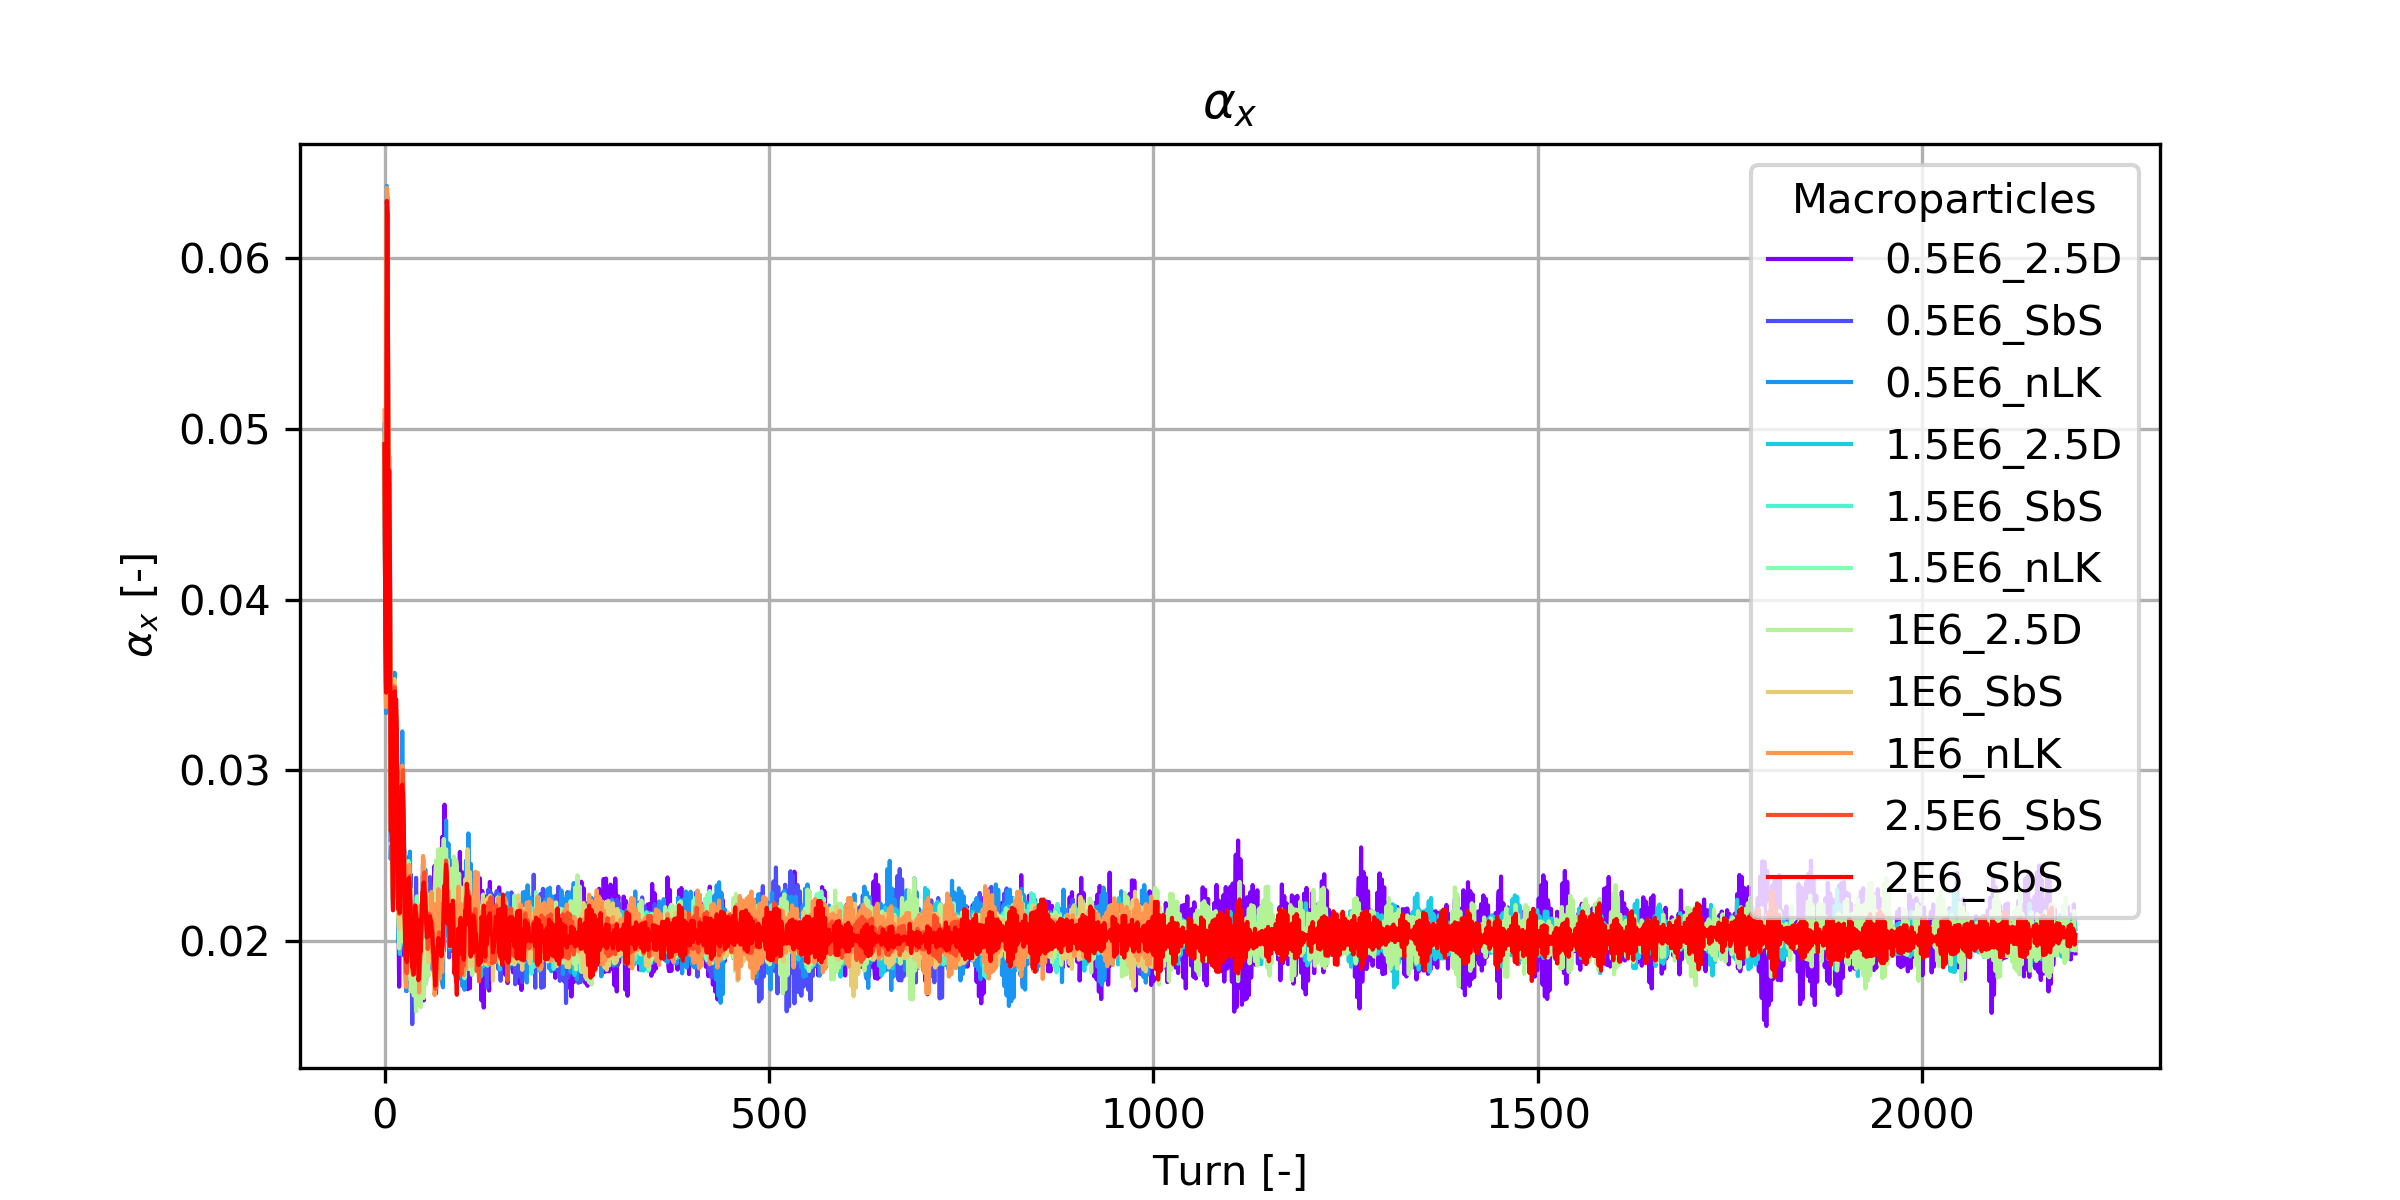 αx
αx [-]
0.06
0.05
0.04
0.03
0.02
0
500
1000
1500
2000
Turn [-]
Macroparticles
0.5E6_2.5D
0.5E6_SbS
0.5E6_nLK
1.5E6_2.5D
1.5E6_SbS
1.5E6_nLK
1E6_2.5D
1E6_SbS
1E6_nLK
2.5E6_SbS
2E6_SbS